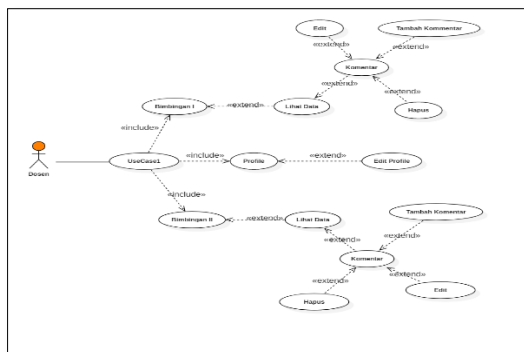 Edit
Tambah Kommentar
«extend»
«extend»
Komentar
«extend»
«extend»
Bimbingan I
«extend»
Lihat Data
Hapus
«include»
Dosen
UseCase1
«include»
Profile
«extend»
Edit Profile
«include»
Bimbingan II
«extend»
Lihat Data
Tambah Komentar
«extend»
«extend»
Komentar
«extend»
«extend»
Hapus
Edit